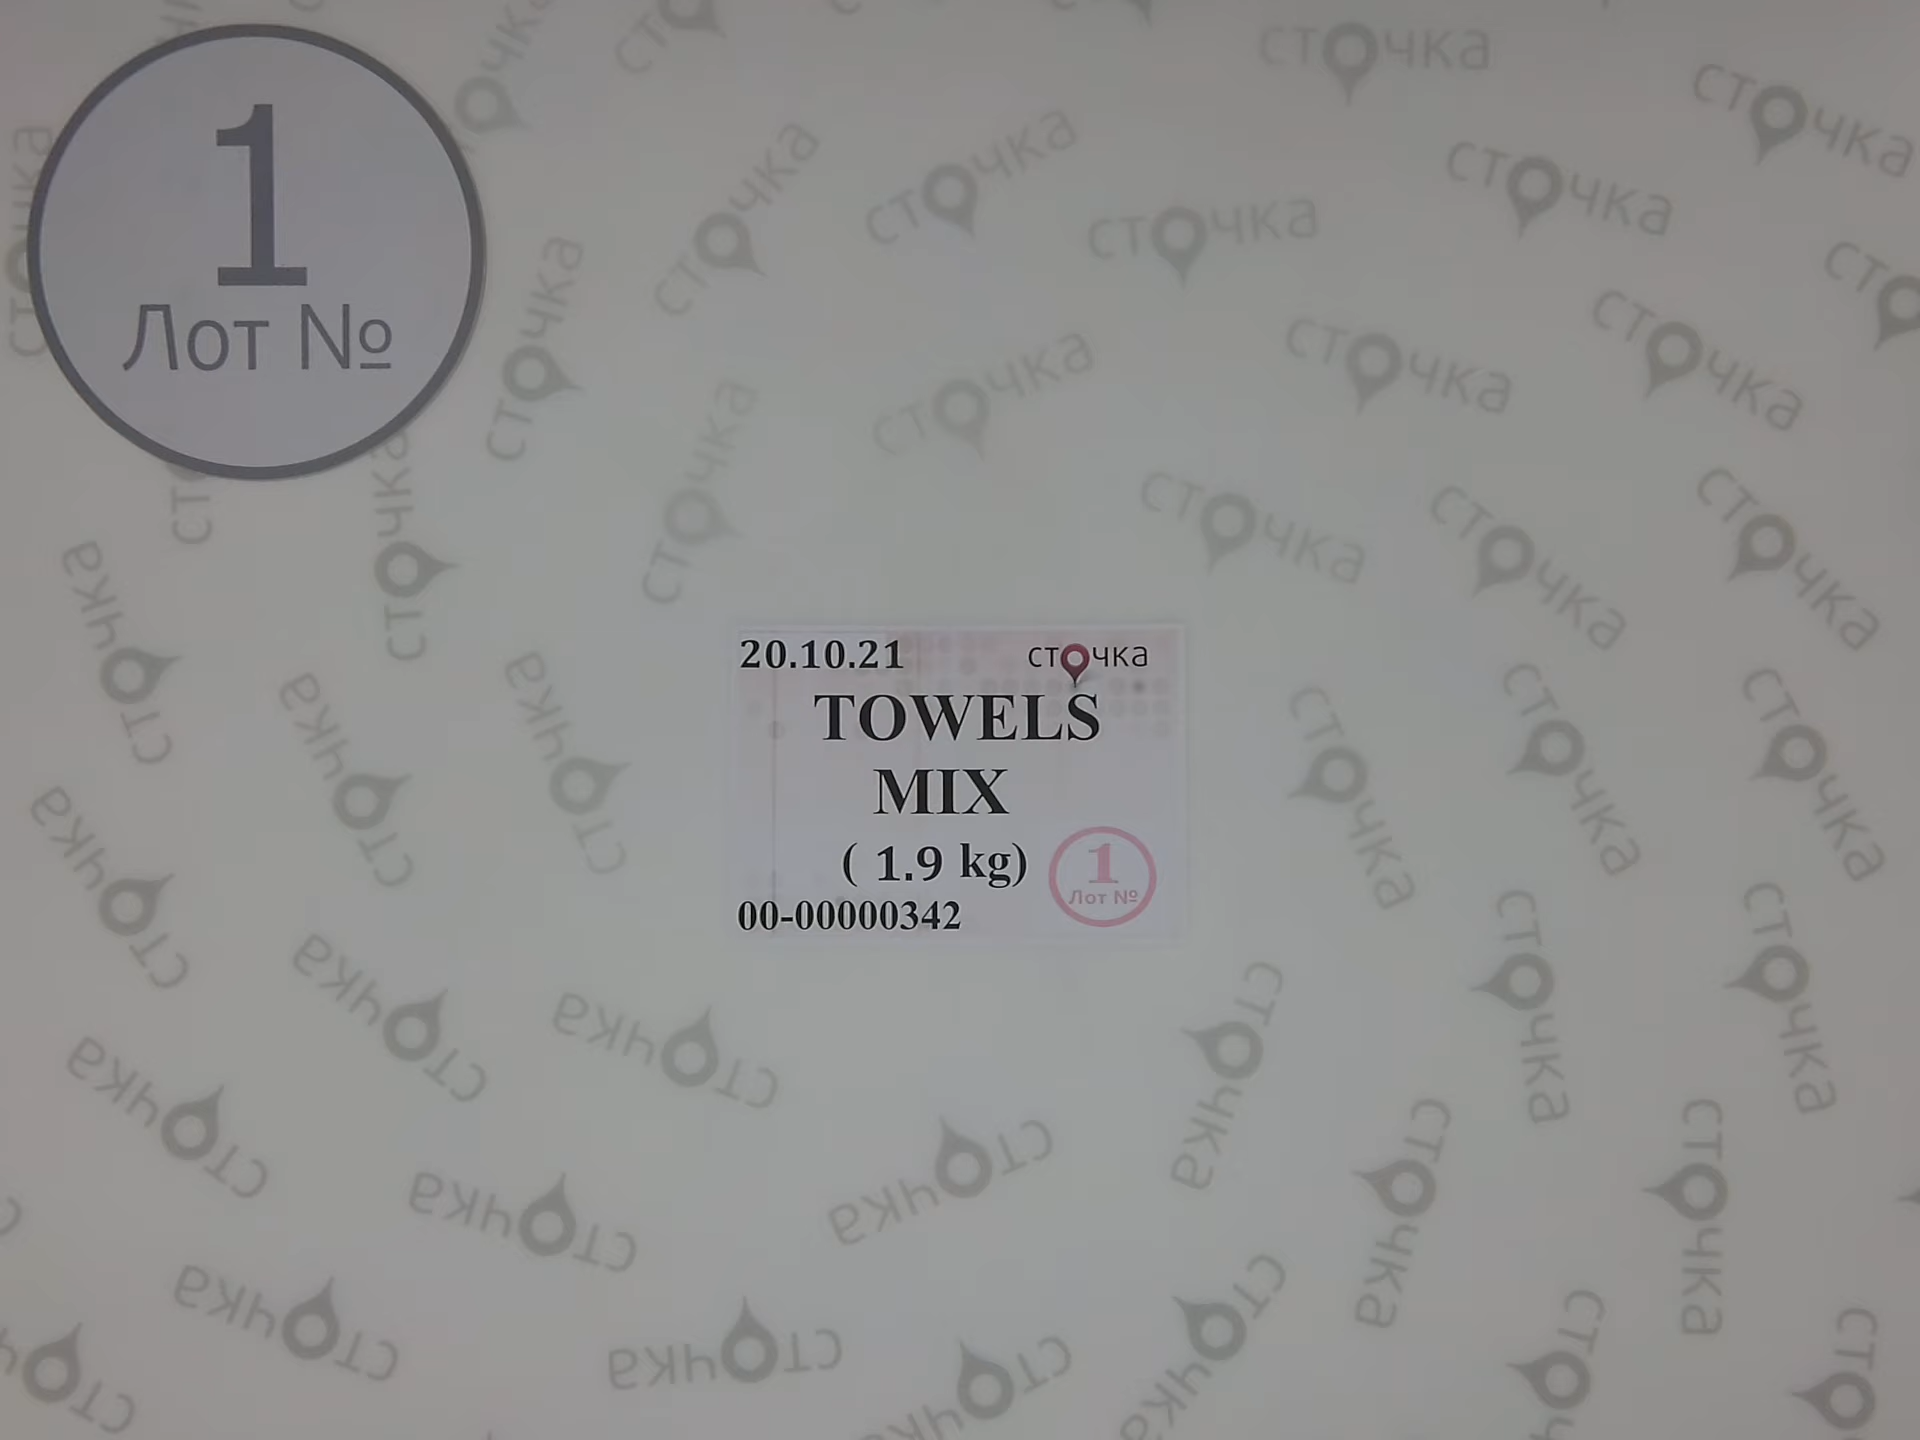 1
Лот №
20.10.21 сточка
TOWELS
MIX
( 1.9 kg)
1
Лот №
00-00000342